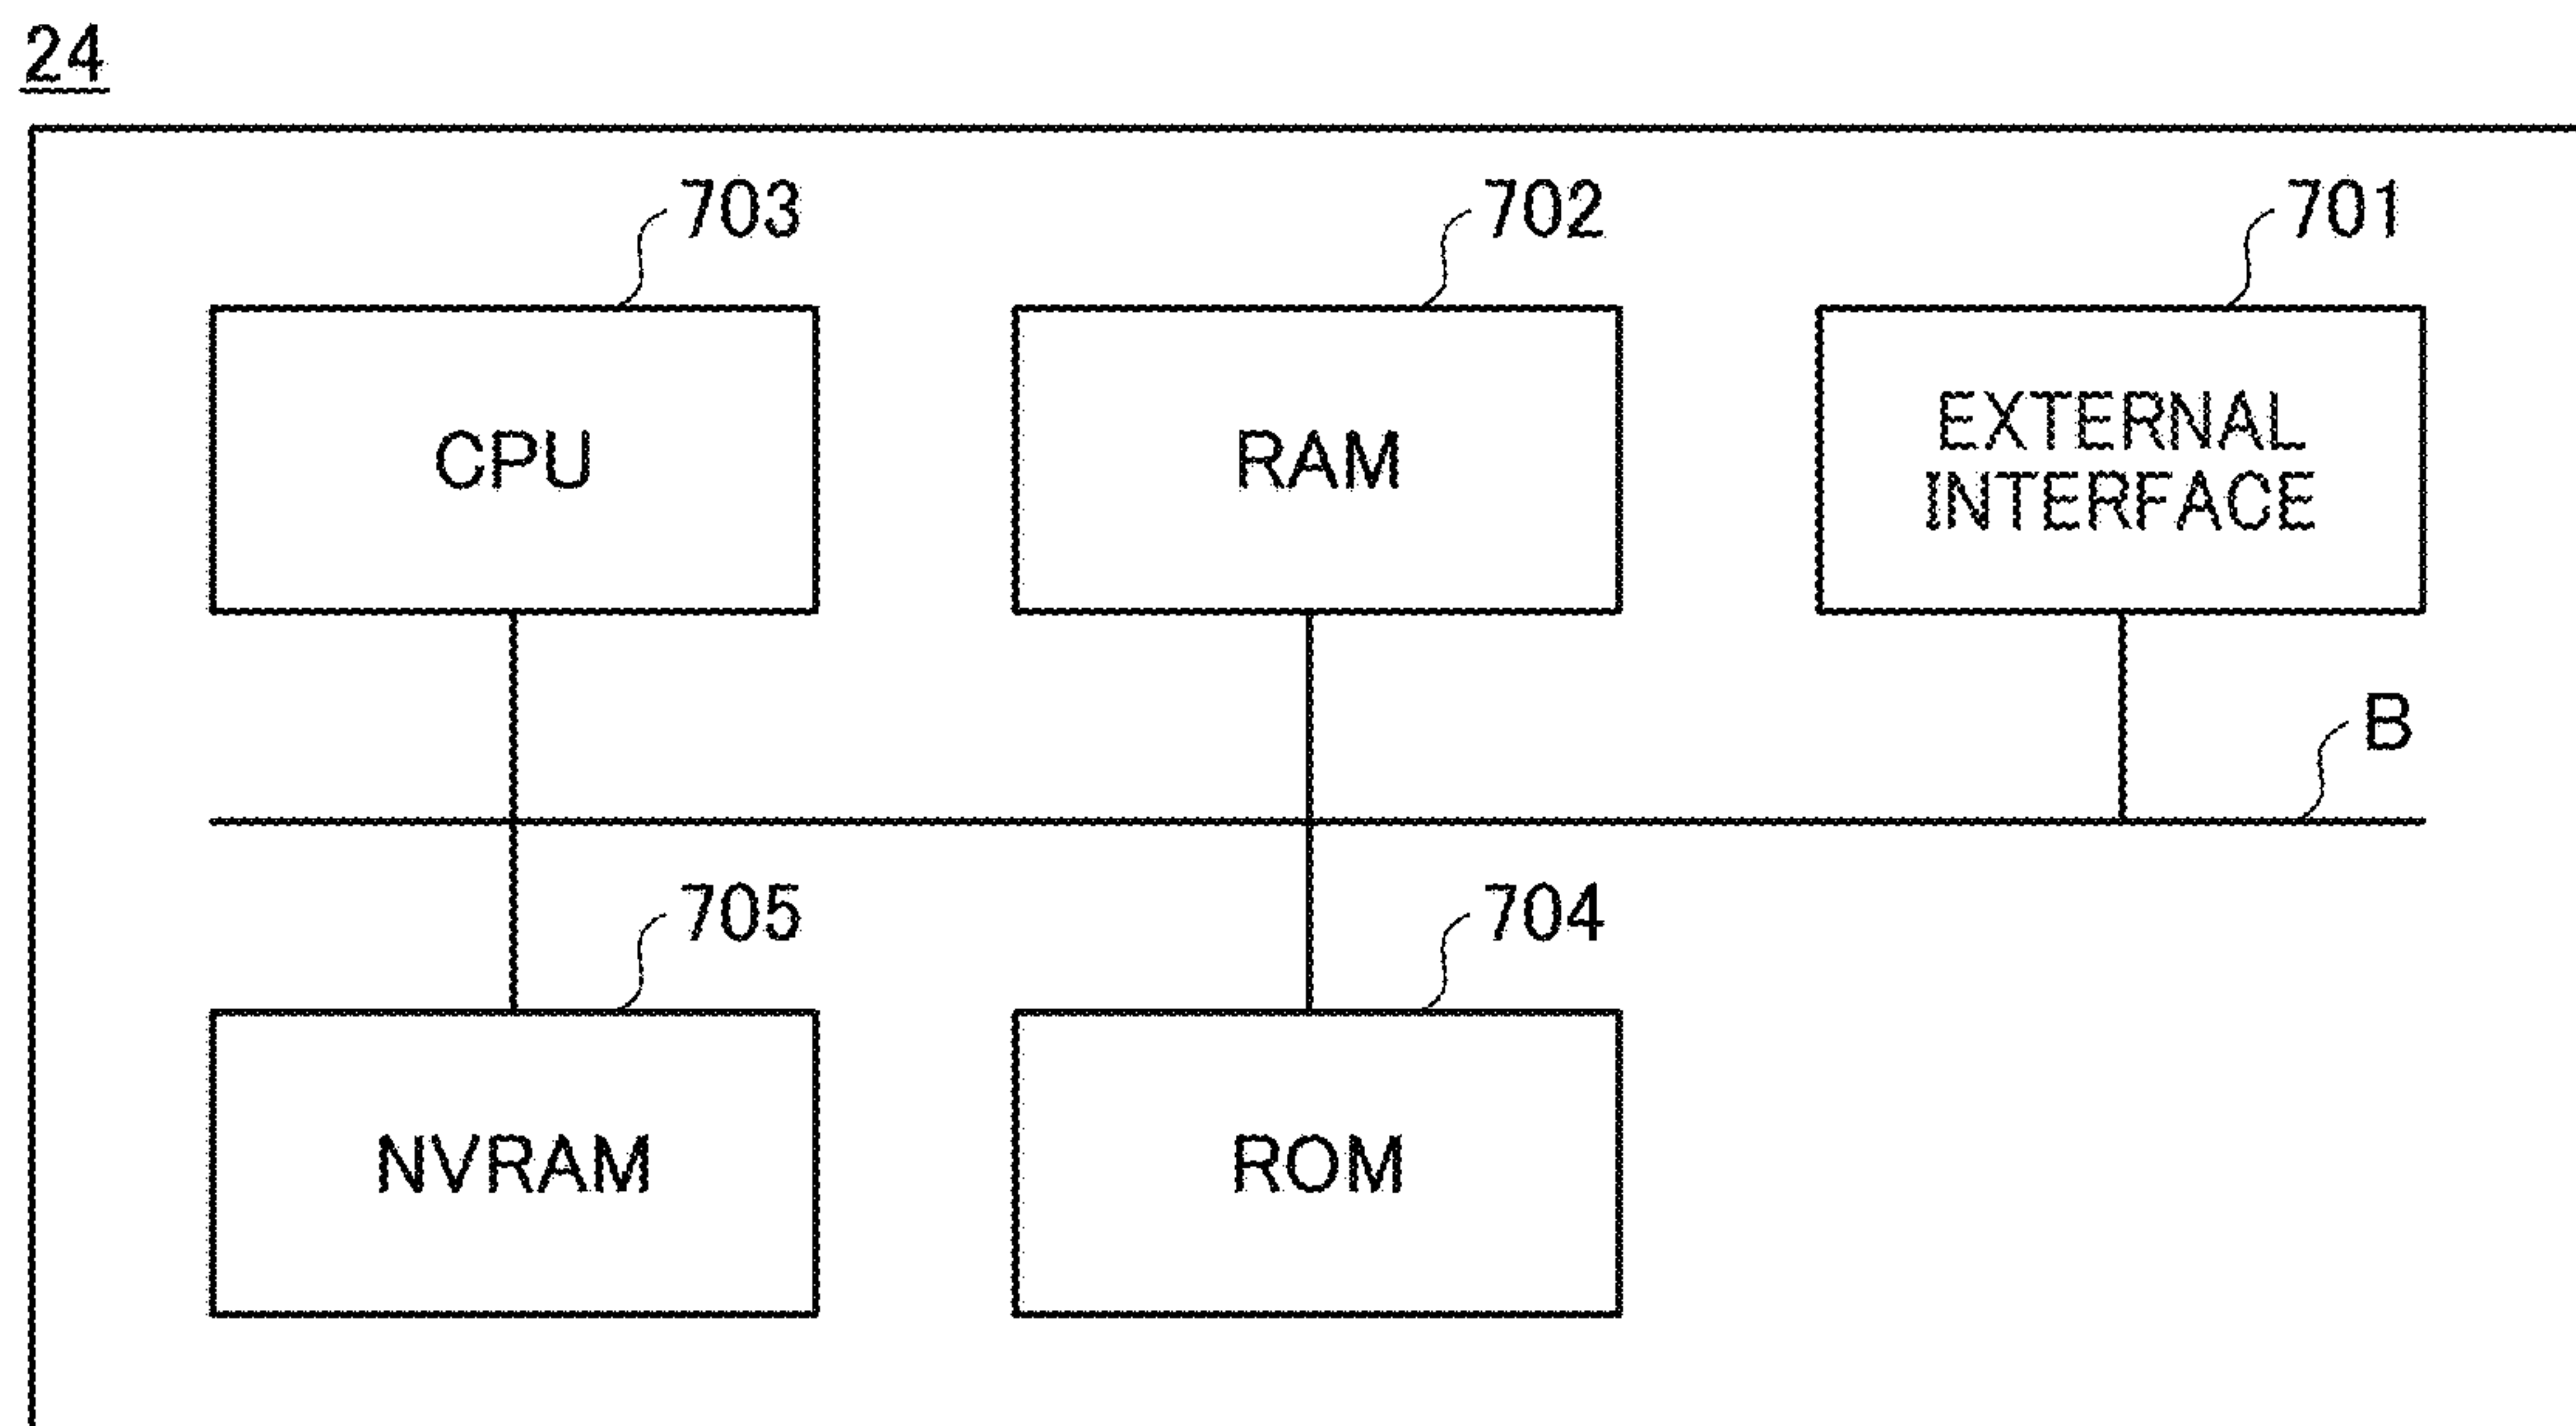 24
703
702
701
CPU
RAM
EXTERNAL
INTERFACE
B
705
704
NVRAM
ROM